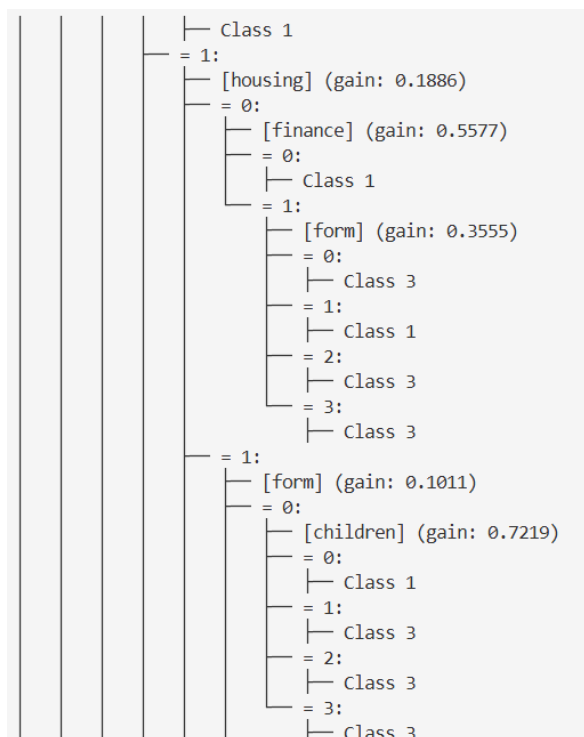 Class 1
= 1:
[housing] (gain: 0.1886)
= 0:
[finance] (gain: 0.5577)
= 0:
Class 1
= 1:
[form] (gain: 0.3555)
= 0:
Class 3
= 1:
Class 1
= 2:
Class 3
= 3:
Class 3
= 1:
[form] (gain: 0.1011)
= 0:
[children] (gain: 0.7219)
= 0:
Class 1
= 1:
Class 3
= 2:
Class 3
= 3:
Class 3